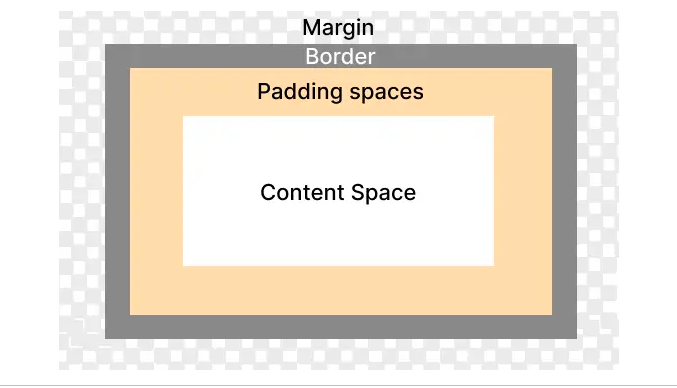 Margin
Border
Padding spaces
Content Space